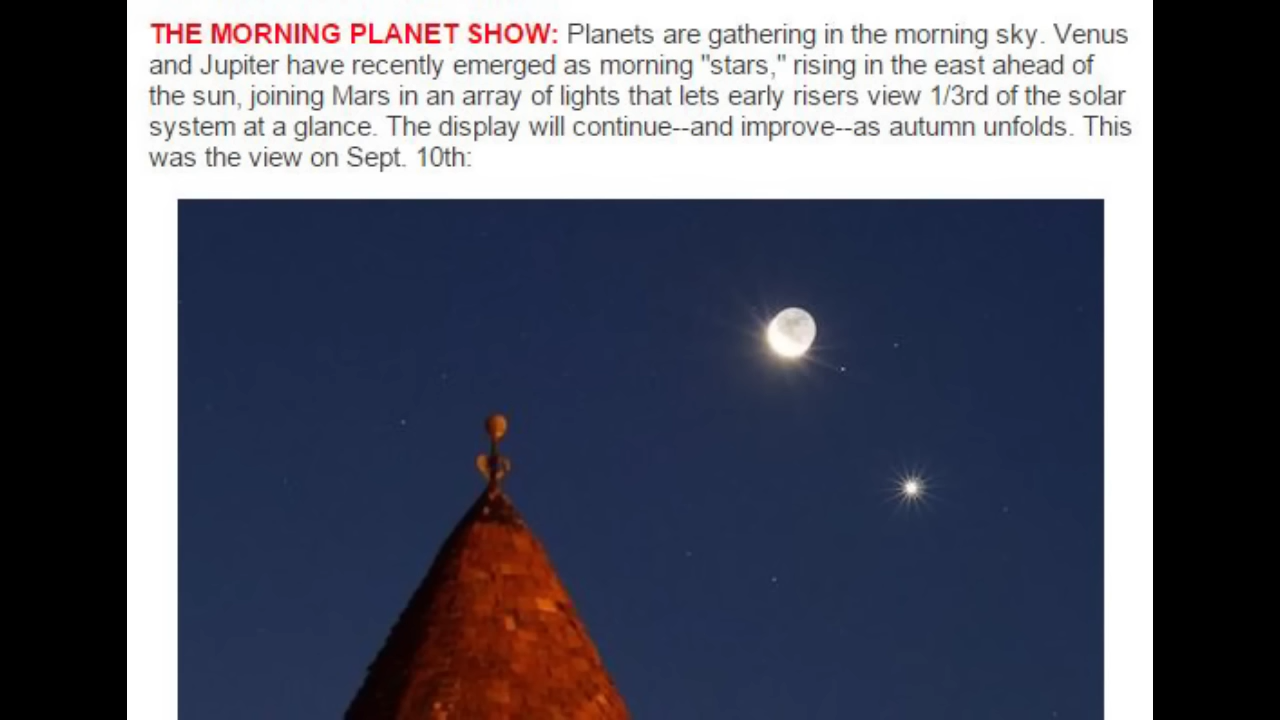 THE MORNING PLANET SHOW: Planets are gathering in the morning sky. Venus
and Jupiter have recently emerged as morning "stars," rising in the east ahead of
the sun, joining Mars in an array of lights that lets early risers view 1/3rd of the solar
system at a glance. The display will continue--and improve--as autumn unfolds. This
was the view on Sept. 10th: